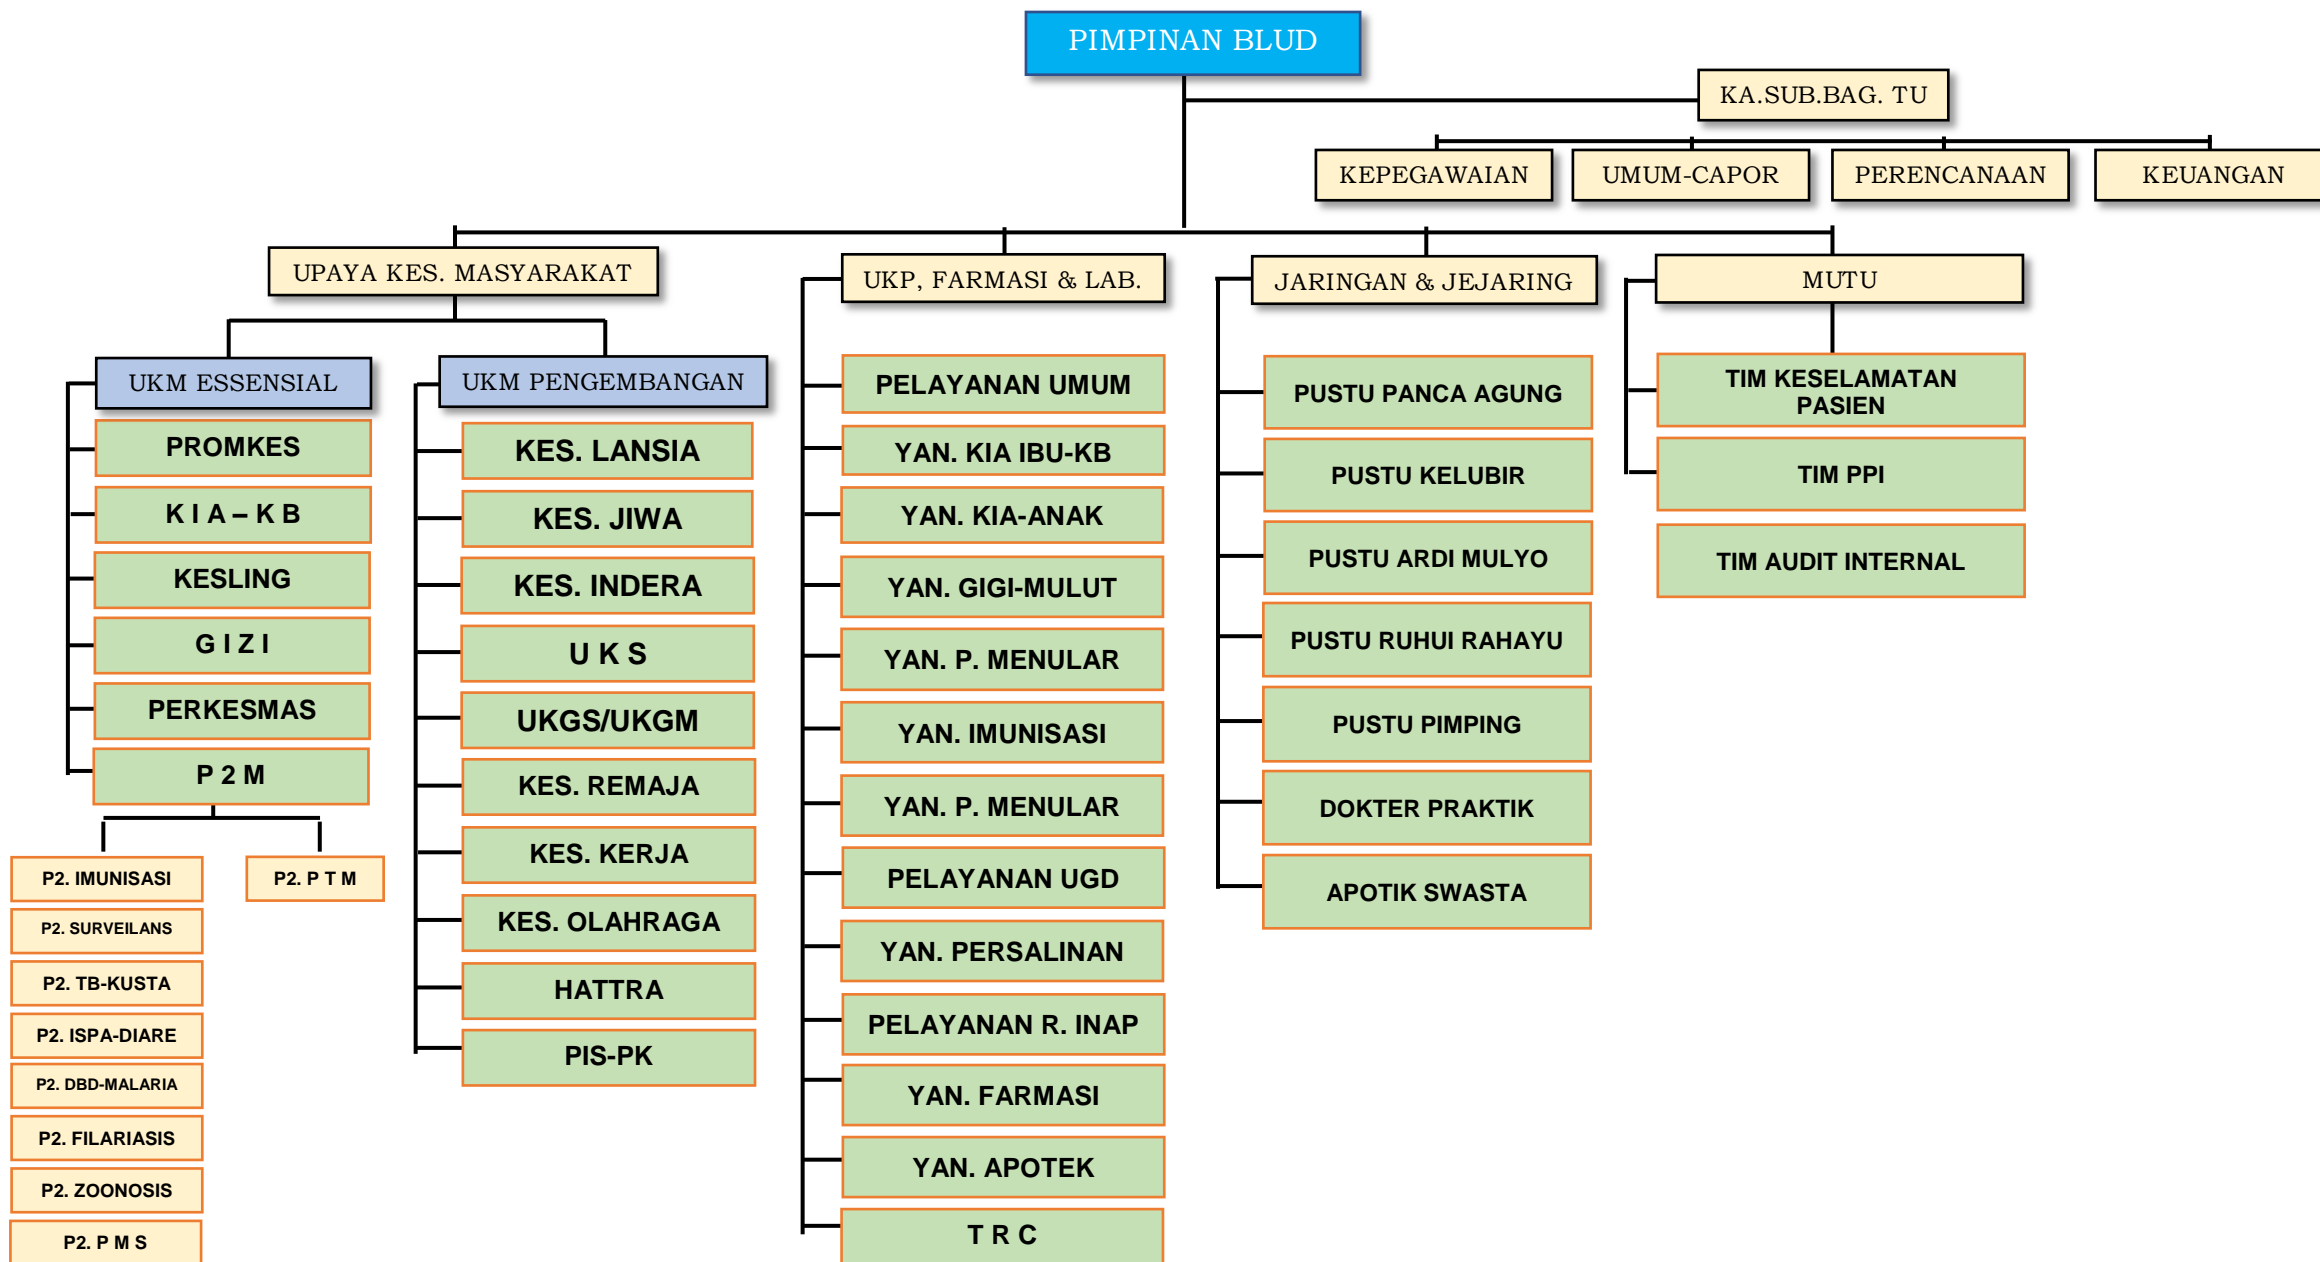 PIMPINAN BLUD
KA.SUB.BAG. TU
KEPEGAWAIAN
UMUM-CAPOR
PERENCANAAN
KEUANGAN
UPAYA KES. MASYARAKAT
UKP, FARMASI & LAB.
JARINGAN & JEJARING
MUTU
UKM ESSENSIAL
PROMKES
K I A – K B
KESLING
G I Z I
PERKESMAS
P 2 M
P2. IMUNISASI
P2. SURVEILANS
P2. TB-KUSTA
P2. ISPA-DIARE
P2. DBD-MALARIA
P2. FILARIASIS
P2. ZOONOSIS
P2. P M S
P2. P T M
UKM PENGEMBANGAN
KES. LANSIA
KES. JIWA
KES. INDERA
U K S
UKGS/UKGM
KES. REMAJA
KES. KERJA
KES. OLAHRAGA
HATTRA
PIS-PK
PELAYANAN UMUM
YAN. KIA IBU-KB
YAN. KIA-ANAK
YAN. GIGI-MULUT
YAN. P. MENULAR
YAN. IMUNISASI
YAN. P. MENULAR
PELAYANAN UGD
YAN. PERSALINAN
PELAYANAN R. INAP
YAN. FARMASI
YAN. APOTEK
T R C
PUSTU PANCA AGUNG
PUSTU KELUBIR
PUSTU ARDI MULYO
PUSTU RUHUI RAHAYU
PUSTU PIMPING
DOKTER PRAKTIK
APOTIK SWASTA
TIM KESELAMATAN
PASIEN
TIM PPI
TIM AUDIT INTERNAL